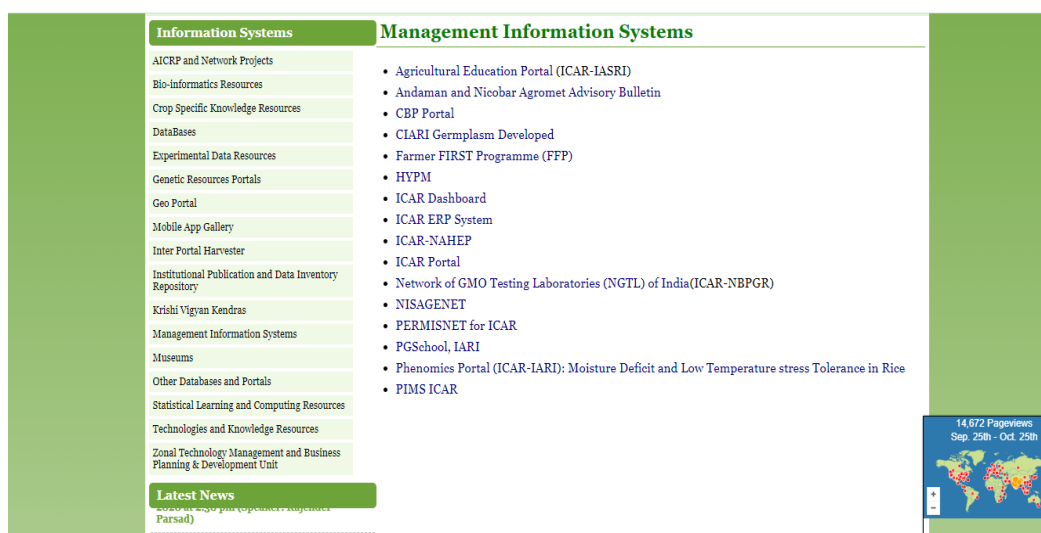 Information Systems
AICRP and Network Projects
Bio-informatics Resources
Crop Specific Knowledge Resources
DataBases
Experimental Data Resources
Genetic Resources Portals
Geo Portal
Mobile App Gallery
Inter Portal Harvester
Institutional Publication and Data Inventory
Repository
Krishi Vigyan Kendras
Management Information Systems
Museums
Other Databases and Portals
Statistical Learning and Computing Resources
Technologies and Knowledge Resources
Zonal Technology Management and Business
Planning & Development Unit
Latest News
2020 at 2.30 pm (Speaker: Rajender
Parsad)
Management Information Systems
• Agricultural Education Portal (ICAR-IASRI)
• Andaman and Nicobar Agromet Advisory Bulletin
• CBP Portal
• CIARI Germplasm Developed
• Farmer FIRST Programme (FFP)
• HYPM
• ICAR Dashboard
• ICAR ERP System
• ICAR-NAHEP
• ICAR Portal
• Network of GMO Testing Laboratories (NGTL) of India(ICAR-NBPGR)
• NISAGENET
• PERMISNET for ICAR
• PGSchool, IARI
• Phenomics Portal (ICAR-IARI): Moisture Deficit and Low Temperature stress Tolerance in Rice
• PIMS ICAR
14,672 Pageviews
Sep. 25th - Oct. 25th
+
-